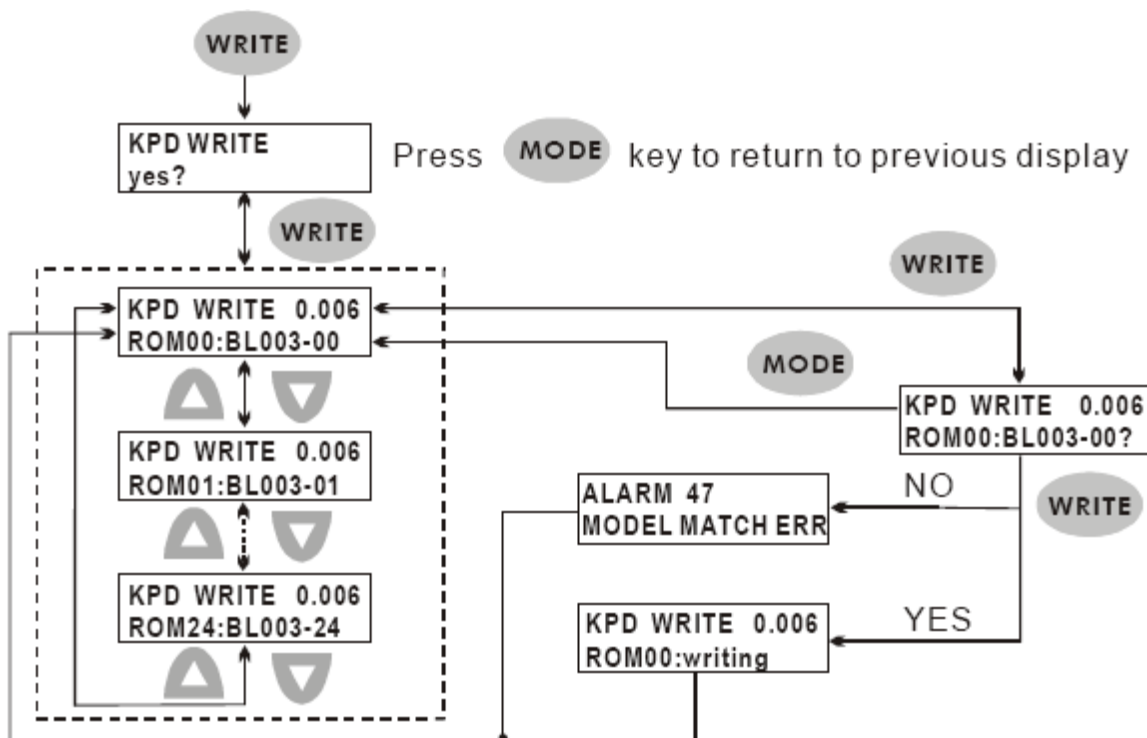 WRITE
KPD WRITE
yes?
Press MODE key to return to previous display
WRITE
WRITE
KPD WRITE 0.006
ROM00:BL003-00
MODE
KPD WRITE 0.006
ROM00:BL003-00?
KPD WRITE 0.006
ROM01:BL003-01
ALARM 47
MODEL MATCH ERR
NO
WRITE
KPD WRITE 0.006
ROM24:BL003-24
KPD WRITE 0.006
ROM00:writing
YES